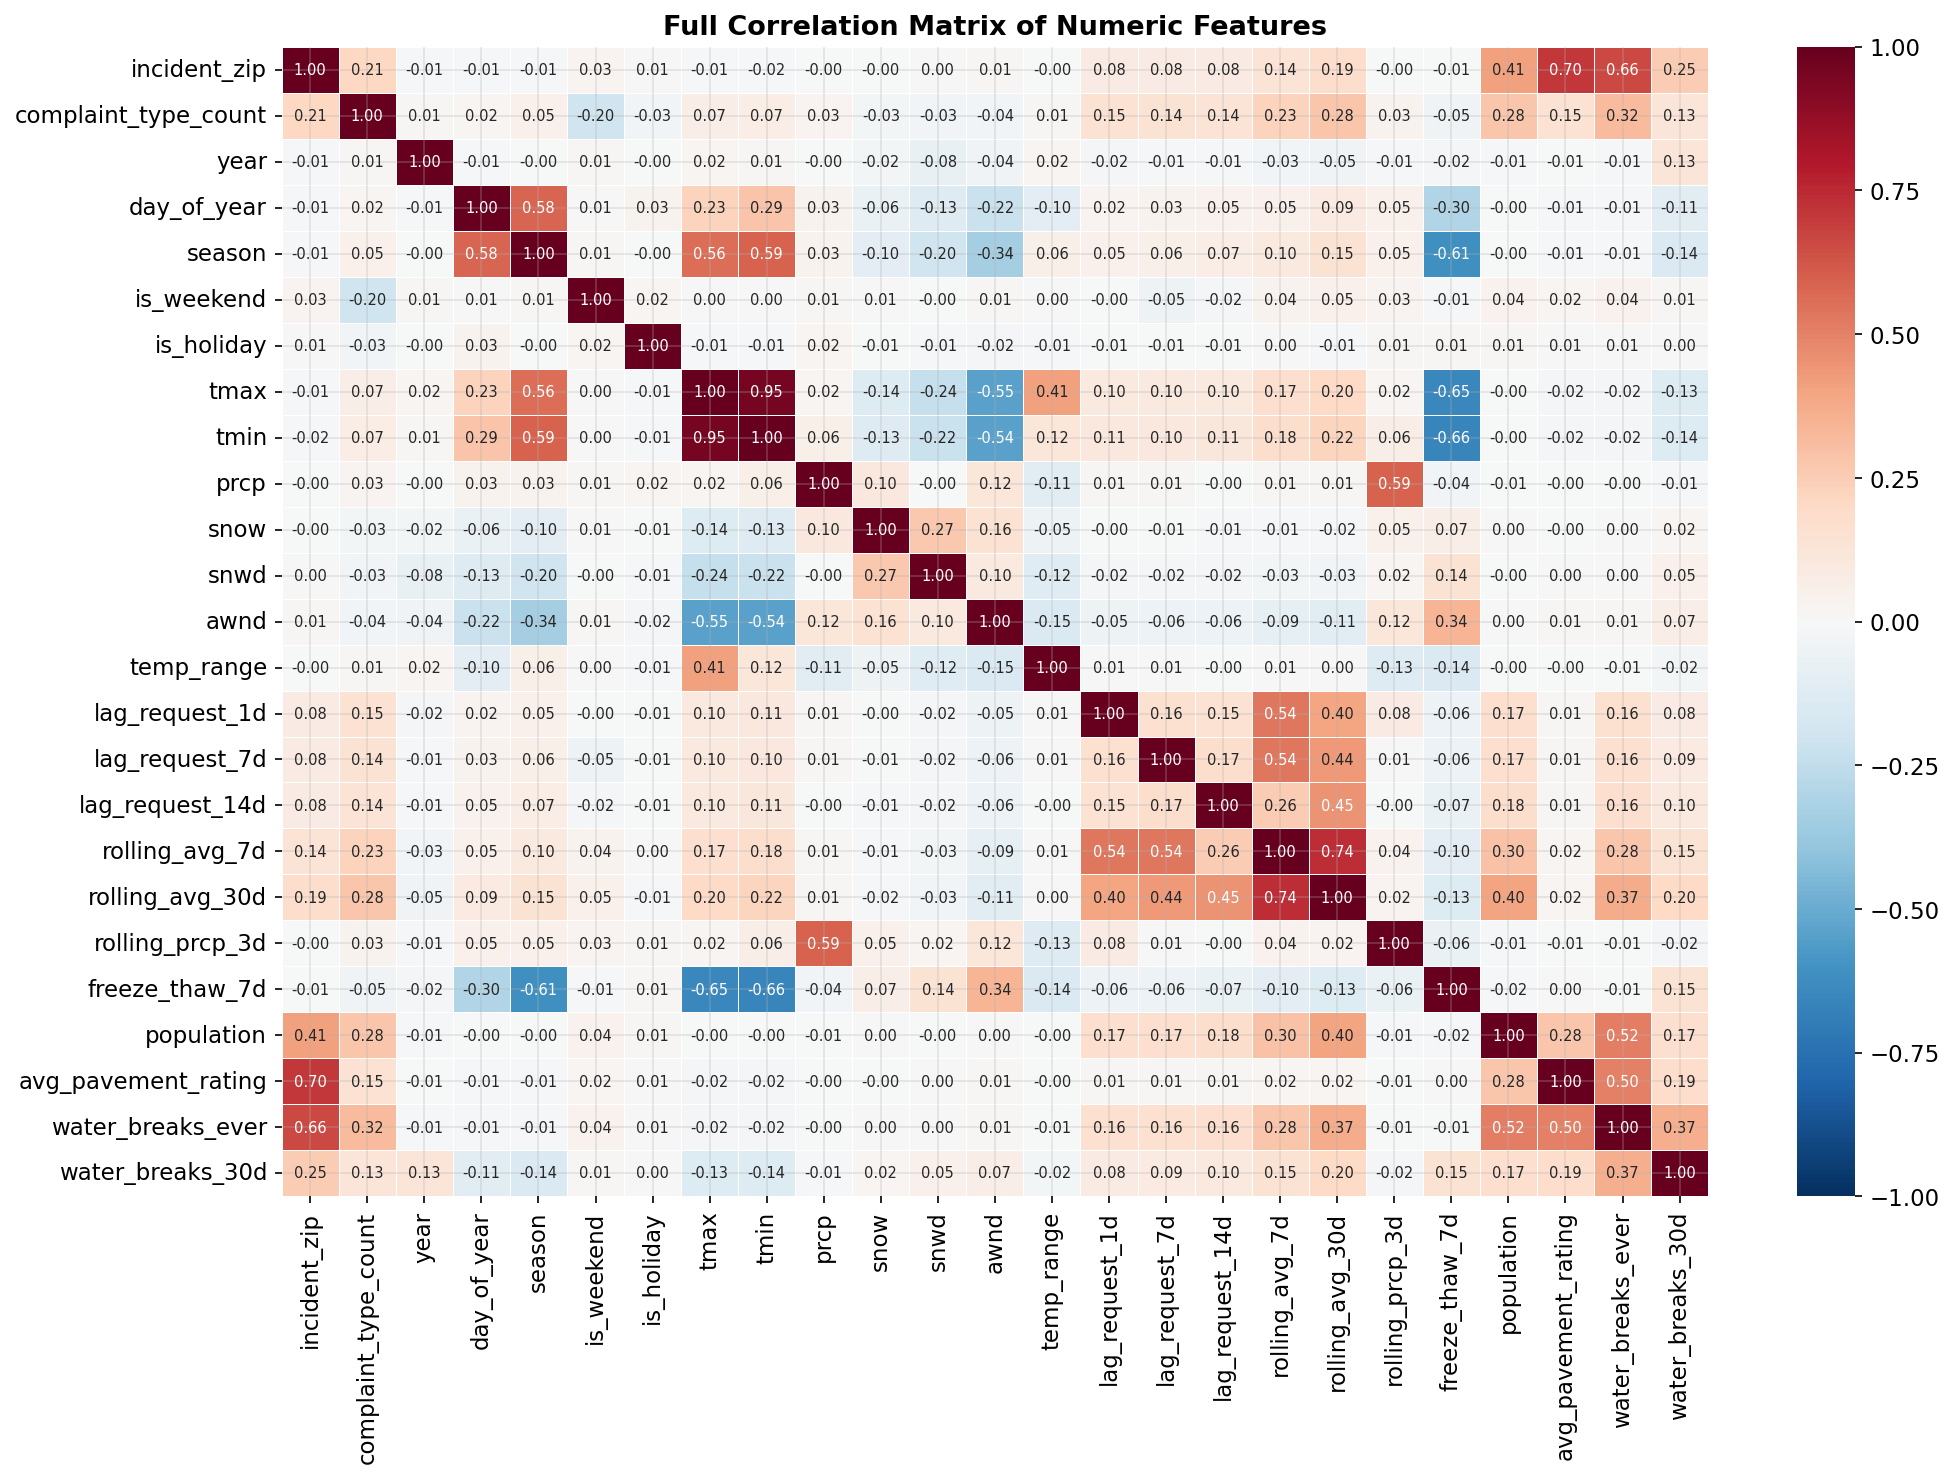 Full Correlation Matrix of Numeric Features
incident_zip 1.00 0.21 -0.01 -0.01 -0.01 0.03 0.01 -0.01 -0.02 -0.00 -0.00 0.00 0.01 -0.00 0.08 0.08 0.08 0.14 0.19 -0.00 -0.01 0.41 0.70 0.66 0.25
complaint_type_count 0.21 1.00 0.01 0.02 0.05 -0.20 -0.03 0.07 0.07 0.03 -0.03 -0.03 -0.04 0.01 0.15 0.14 0.14 0.23 0.28 0.03 -0.05 0.28 0.15 0.32 0.13
year -0.01 0.01 1.00 -0.01 -0.00 0.01 -0.00 0.02 0.01 -0.00 -0.02 -0.08 -0.04 0.02 -0.02 -0.01 -0.01 -0.03 -0.05 -0.01 -0.02 -0.01 -0.01 -0.01 0.13
day_of_year -0.01 0.02 -0.01 1.00 0.58 0.01 0.03 0.23 0.29 0.03 -0.06 -0.13 -0.22 -0.10 0.02 0.03 0.05 0.05 0.09 0.05 -0.30 -0.00 -0.01 -0.01 -0.11
season -0.01 0.05 -0.00 0.58 1.00 0.01 -0.00 0.56 0.59 0.03 -0.10 -0.20 -0.34 0.06 0.05 0.06 0.07 0.10 0.15 0.05 -0.61 -0.00 -0.01 -0.01 -0.14
is_weekend 0.03 -0.20 0.01 0.01 0.01 1.00 0.02 0.00 0.00 0.01 0.01 -0.00 0.01 0.00 -0.00 -0.05 -0.02 0.04 0.05 0.03 -0.01 0.04 0.02 0.04 0.01
is_holiday 0.01 -0.03 -0.00 0.03 -0.00 0.02 1.00 -0.01 -0.01 0.02 -0.01 -0.01 -0.02 -0.01 -0.01 -0.01 -0.01 0.00 -0.01 0.01 0.01 0.01 0.01 0.01 0.00
tmax -0.01 0.07 0.02 0.23 0.56 0.00 -0.01 1.00 0.95 0.02 -0.14 -0.24 -0.55 0.41 0.10 0.10 0.10 0.17 0.20 0.02 -0.65 -0.00 -0.02 -0.02 -0.13
tmin -0.02 0.07 0.01 0.29 0.59 0.00 -0.01 0.95 1.00 0.06 -0.13 -0.22 -0.54 0.12 0.11 0.10 0.11 0.18 0.22 0.06 -0.66 -0.00 -0.02 -0.02 -0.14
prcp -0.00 0.03 -0.00 0.03 0.03 0.01 0.02 0.02 0.06 1.00 0.10 -0.00 0.12 -0.11 0.01 0.01 -0.00 0.01 0.01 0.59 -0.04 -0.01 -0.00 -0.00 -0.01
snow -0.00 -0.03 -0.02 -0.06 -0.10 0.01 -0.01 -0.14 -0.13 0.10 1.00 0.27 0.16 -0.05 -0.00 -0.01 -0.01 -0.01 -0.02 0.05 0.07 0.00 -0.00 0.00 0.02
snwd 0.00 -0.03 -0.08 -0.13 -0.20 -0.00 -0.01 -0.24 -0.22 -0.00 0.27 1.00 0.10 -0.12 -0.02 -0.02 -0.02 -0.03 -0.03 0.02 0.14 -0.00 0.00 0.00 0.05
awnd 0.01 -0.04 -0.04 -0.22 -0.34 0.01 -0.02 -0.55 -0.54 0.12 0.16 0.10 1.00 -0.15 -0.05 -0.06 -0.06 -0.09 -0.11 0.12 0.34 0.00 0.01 0.01 0.07
temp_range -0.00 0.01 0.02 -0.10 0.06 0.00 -0.01 0.41 0.12 -0.11 -0.05 -0.12 -0.15 1.00 0.01 0.01 -0.00 0.01 0.00 -0.13 -0.14 -0.00 -0.00 -0.01 -0.02
lag_request_1d 0.08 0.15 -0.02 0.02 0.05 -0.00 -0.01 0.10 0.11 0.01 -0.00 -0.02 -0.05 0.01 1.00 0.16 0.15 0.54 0.40 0.08 -0.06 0.17 0.01 0.16 0.08
lag_request_7d 0.08 0.14 -0.01 0.03 0.06 -0.05 -0.01 0.10 0.10 0.01 -0.01 -0.02 -0.06 0.01 0.16 1.00 0.17 0.54 0.44 0.01 -0.06 0.17 0.01 0.16 0.09
lag_request_14d 0.08 0.14 -0.01 0.05 0.07 -0.02 -0.01 0.10 0.11 -0.00 -0.01 -0.02 -0.06 -0.00 0.15 0.17 1.00 0.26 0.45 -0.00 -0.07 0.18 0.01 0.16 0.10
rolling_avg_7d 0.14 0.23 -0.03 0.05 0.10 0.04 0.00 0.17 0.18 0.01 -0.01 -0.03 -0.09 0.01 0.54 0.54 0.26 1.00 0.74 0.04 -0.10 0.30 0.02 0.28 0.15
rolling_avg_30d 0.19 0.28 -0.05 0.09 0.15 0.05 -0.01 0.20 0.22 0.01 -0.02 -0.03 -0.11 0.00 0.40 0.44 0.45 0.74 1.00 0.02 -0.13 0.40 0.02 0.37 0.20
rolling_prcp_3d -0.00 0.03 -0.01 0.05 0.05 0.03 0.01 0.02 0.06 0.59 0.05 0.02 0.12 -0.13 0.08 0.01 -0.00 0.04 0.02 1.00 -0.06 -0.01 -0.01 -0.01 -0.02
freeze_thaw_7d -0.01 -0.05 -0.02 -0.30 -0.61 -0.01 0.01 -0.65 -0.66 -0.04 0.07 0.14 0.34 -0.14 -0.06 -0.06 -0.07 -0.10 -0.13 -0.06 1.00 -0.02 0.00 -0.01 0.15
population 0.41 0.28 -0.01 -0.00 -0.00 0.04 0.01 -0.00 -0.00 -0.01 0.00 -0.00 0.00 -0.00 0.17 0.17 0.18 0.30 0.40 -0.01 -0.02 1.00 0.28 0.52 0.17
avg_pavement_rating 0.70 0.15 -0.01 -0.01 -0.01 0.02 0.01 -0.02 -0.02 -0.00 -0.00 0.00 0.01 -0.00 0.01 0.01 0.01 0.02 0.02 -0.01 0.00 0.28 1.00 0.50 0.19
water_breaks_ever 0.66 0.32 -0.01 -0.01 -0.01 0.04 0.01 -0.02 -0.02 -0.00 0.00 0.00 0.01 -0.01 0.16 0.16 0.16 0.28 0.37 -0.01 -0.01 0.52 0.50 1.00 0.37
water_breaks_30d 0.25 0.13 0.13 -0.11 -0.14 0.01 0.00 -0.13 -0.14 -0.01 0.02 0.05 0.07 -0.02 0.08 0.09 0.10 0.15 0.20 -0.02 0.15 0.17 0.19 0.37 1.00
incident_zip
complaint_type_count
year
day_of_year
season
is_weekend
is_holiday
tmax
tmin
prcp
snow
snwd
awnd
temp_range
lag_request_1d
lag_request_7d
lag_request_14d
rolling_avg_7d
rolling_avg_30d
rolling_prcp_3d
freeze_thaw_7d
population
avg_pavement_rating
water_breaks_ever
water_breaks_30d
1.00
0.75
0.50
0.25
0.00
−0.25
−0.50
−0.75
−1.00